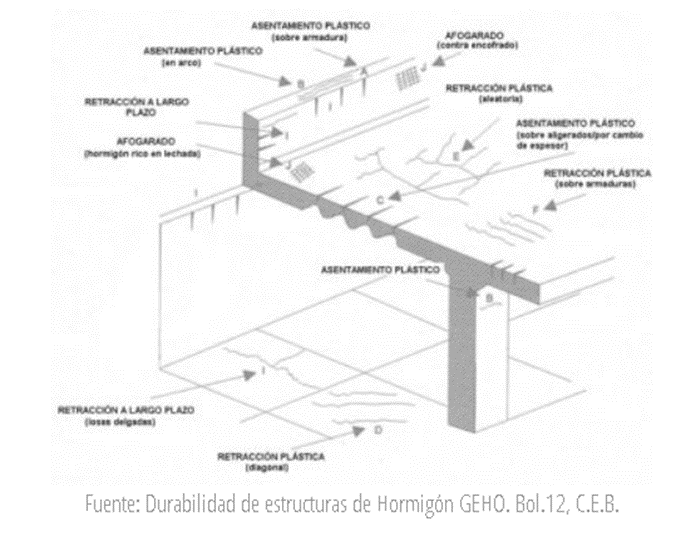 ASENTAMIENTO PLÁSTICO
(sobre armadura)
AFOGARADO
(contra encofrado)
ASENTAMIENTO PLÁSTICO
(en arco)
B
A
J
RETRACCIÓN PLÁSTICA
(aleatoria)
RETRACCIÓN A LARGO
PLAZO
I
I
ASENTAMIENTO PLÁSTICO
(sobre aligerados/por cambio
de espesor)
AFOGARADO
(hormigón rico en lechada)
J
E
RETRACCIÓN PLÁSTICA
(sobre armaduras)
I
C
F
ASENTAMIENTO PLÁSTICO
B
I
RETRACCIÓN A LARGO PLAZO
(losas delgadas)
D
RETRACCIÓN PLÁSTICA
(diagonal)
Fuente: Durabilidad de estructuras de Hormigón GEHO. Bol.12, C.E.B.